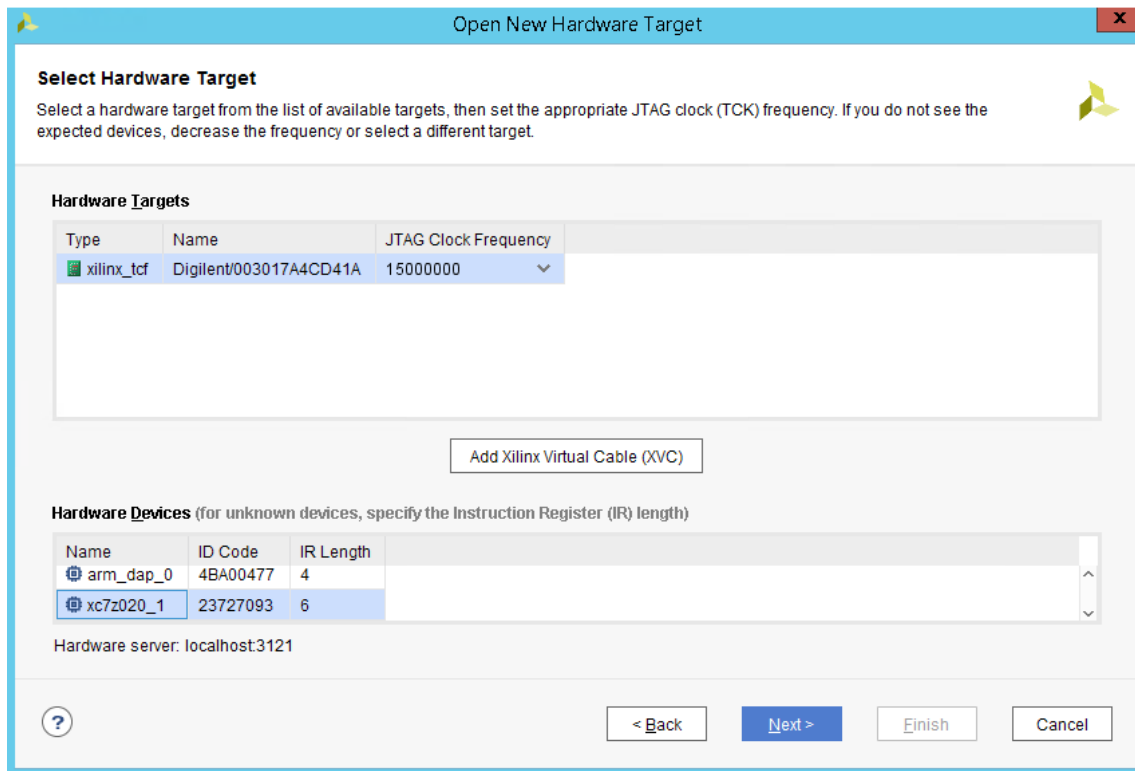 Open New Hardware Target
X
Select Hardware Target
Select a hardware target from the list of available targets, then set the appropriate JTAG clock (TCK) frequency. If you do not see the
expected devices, decrease the frequency or select a different target.
Hardware Targets
Type Name JTAG Clock Frequency
xilinx_tcf Digilent/003017A4CD41A 15000000
Add Xilinx Virtual Cable (XVC)
Hardware Devices (for unknown devices, specify the Instruction Register (IR) length)
Name ID Code IR Length
arm_dap_0 4BA00477 4
xc7z020_1 23727093 6
Hardware server: localhost:3121
? < Back Next > Finish Cancel